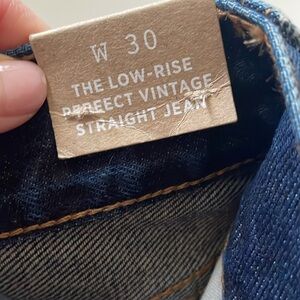 W 30
THE LOW-RISE
PERFECT VINTAGE
STRAIGHT JEAN